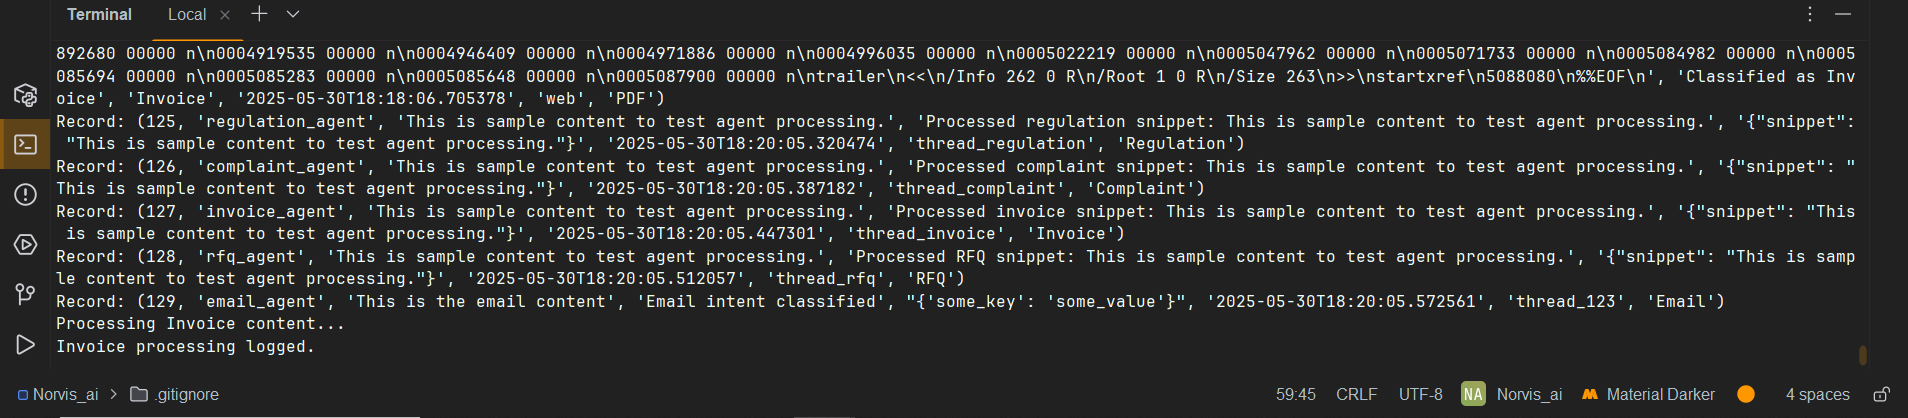 Terminal Local
892680 00000 n\n0004919535 00000 n\n0004946409 00000 n\n0004971886 00000 n\n0004996035 00000 n\n0005022219 00000 n\n0005047962 00000 n\n0005071733 00000 n\n0005084982 00000 n\n0005
085694 00000 n\n0005085283 00000 n\n0005085648 00000 n\n0005087900 00000 n\ntrailer\n<<\n/Info 262 0 R\n/Root 1 0 R\n/Size 263\n>>\nstartxref\n5088080\n%%EOF\n', 'Classified as Inv
oice', 'Invoice', '2025-05-30T18:18:06.705378', 'web', 'PDF')
Record: (125, 'regulation_agent', 'This is sample content to test agent processing.', 'Processed regulation snippet: This is sample content to test agent processing.', '{"snippet":
"This is sample content to test agent processing."}', '2025-05-30T18:20:05.320474', 'thread_regulation', 'Regulation')
Record: (126, 'complaint_agent', 'This is sample content to test agent processing.', 'Processed complaint snippet: This is sample content to test agent processing.', '{"snippet": "
This is sample content to test agent processing."}', '2025-05-30T18:20:05.387182', 'thread_complaint', 'Complaint')
Record: (127, 'invoice_agent', 'This is sample content to test agent processing.', 'Processed invoice snippet: This is sample content to test agent processing.', '{"snippet": "This
is sample content to test agent processing."}', '2025-05-30T18:20:05.447301', 'thread_invoice', 'Invoice')
Record: (128, 'rfq_agent', 'This is sample content to test agent processing.', 'Processed RFQ snippet: This is sample content to test agent processing.', '{"snippet": "This is samp
le content to test agent processing."}', '2025-05-30T18:20:05.512057', 'thread_rfq', 'RFQ')
Record: (129, 'email_agent', 'This is the email content', 'Email intent classified', "{'some_key': 'some_value'}", '2025-05-30T18:20:05.572561', 'thread_123', 'Email')
Processing Invoice content...
Invoice processing logged.
Norvis_ai > .gitignore 59:45 CRLF UTF-8 NA Norvis_ai Material Darker 4 spaces